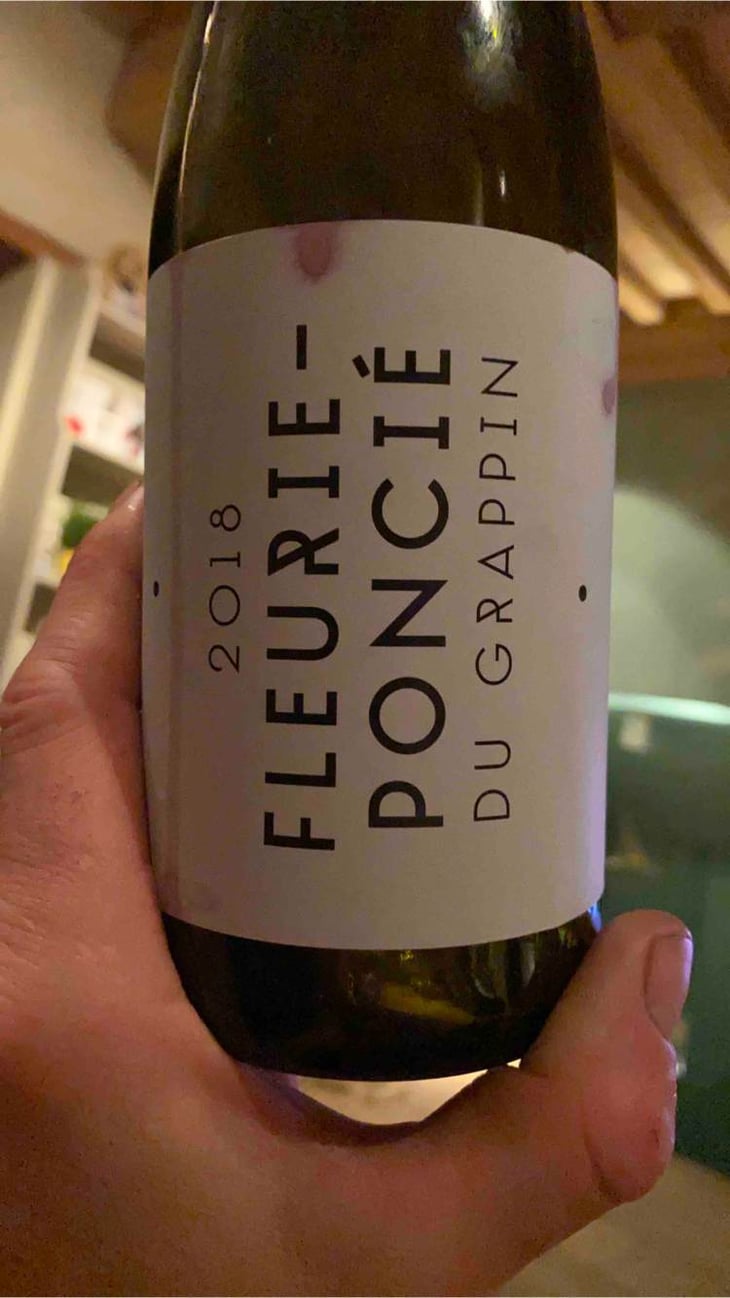 2018
FLEURIE-
PONCIÉ
DU GRAPPIN